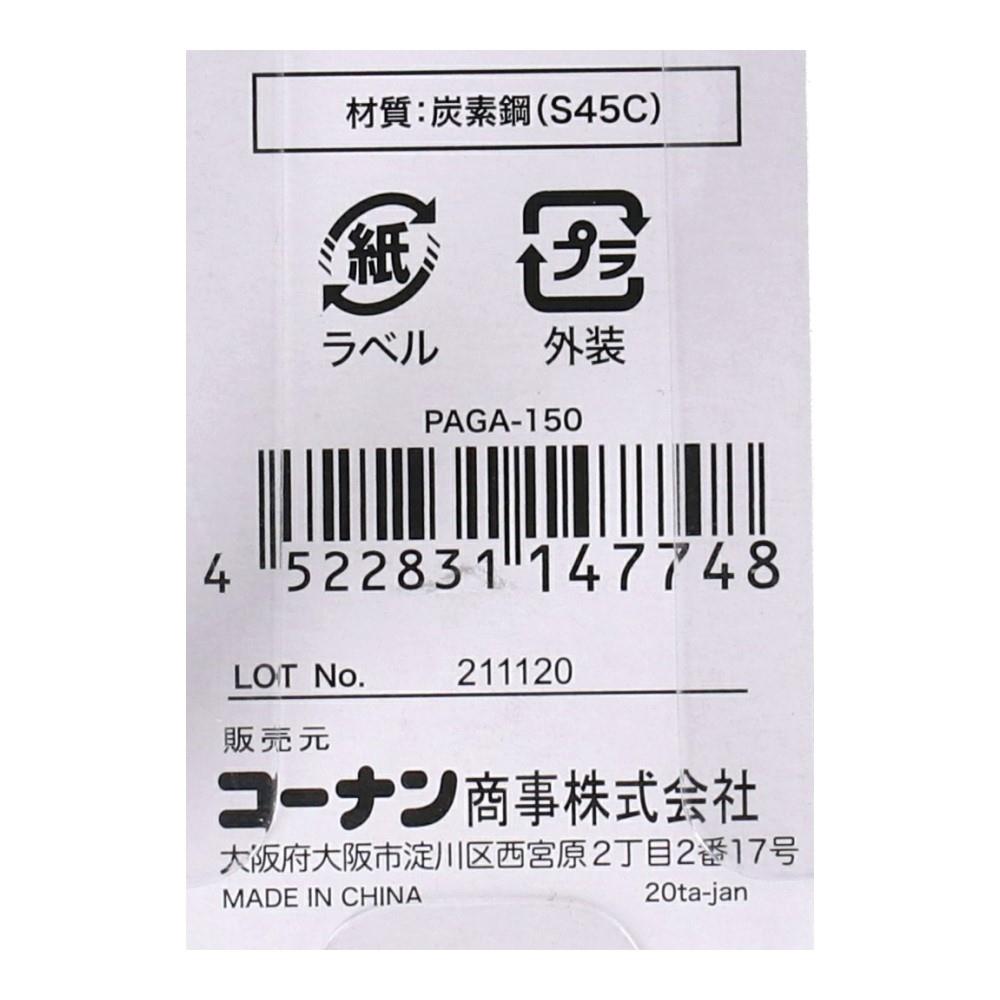 材質:炭素鋼(S45C)
紙 プラ
ラベル 外装
PAGA-150
4 522831 147748
LOT No. 211120
販売元
コーナン商事株式会社
大阪府大阪市淀川区西宮原2丁目2番17号
MADE IN CHINA 20ta-jan